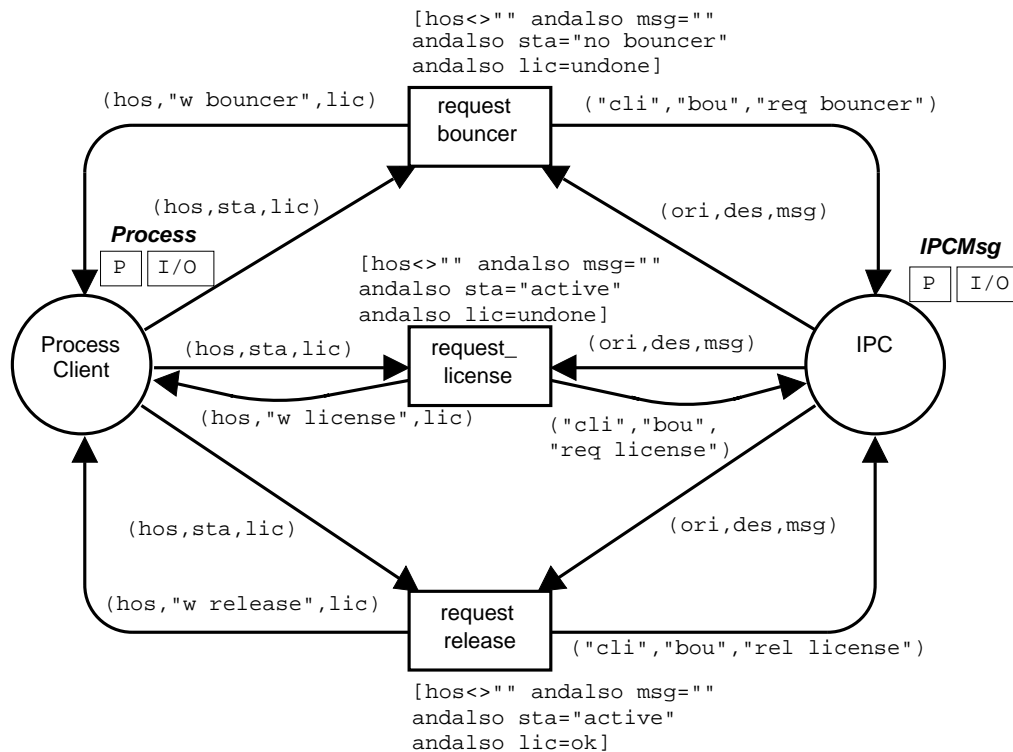 [hos<>"" andalso msg=""
andalso sta="no bouncer"
andalso lic=undone]
(hos,"w bouncer",lic)
request
bouncer
("cli","bou","req bouncer")
(hos,sta,lic)
(ori,des,msg)
Process
P
I/O
IPCMsg
P
I/O
[hos<>"" andalso msg=""
andalso sta="active"
andalso lic=undone]
Process
Client
(hos,sta,lic)
request_
license
(ori,des,msg)
IPC
(hos,"w license",lic)
("cli","bou",
"req license")
(hos,sta,lic)
(ori,des,msg)
(hos,"w release",lic)
request
release
("cli","bou","rel license")
[hos<>"" andalso msg=""
andalso sta="active"
andalso lic=ok]